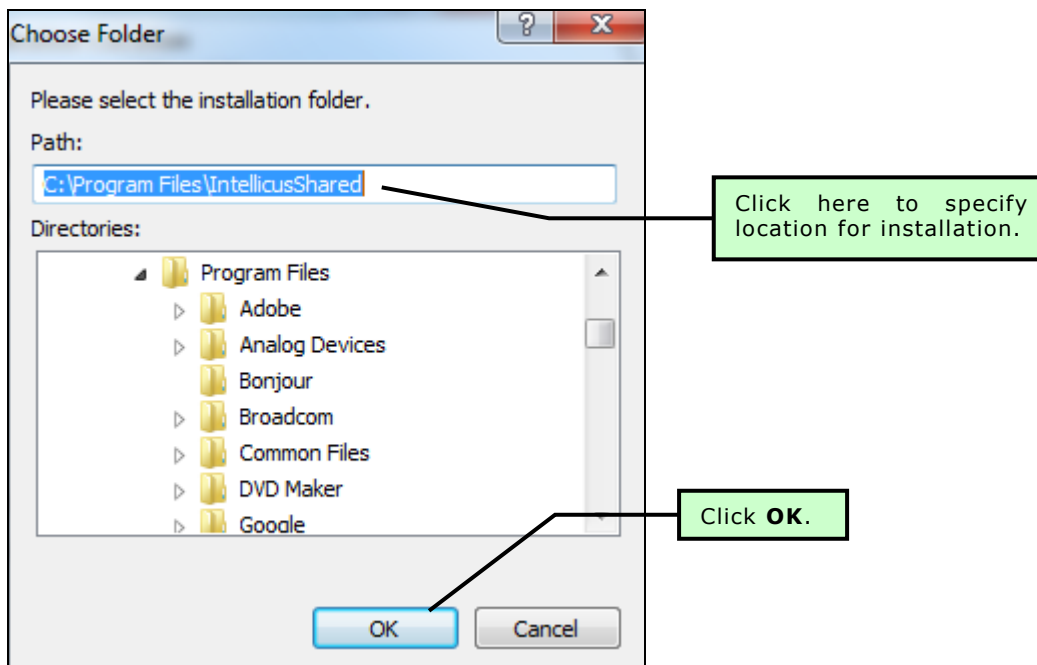 Choose Folder
?
Please select the installation folder.
Path:
C:\Program Files\IntellicusShared
Click here to specify
location for installation.
Directories:
Program Files
Adobe
Analog Devices
Bonjour
Broadcom
Common Files
DVD Maker
Google
Click OK.
OK
Cancel